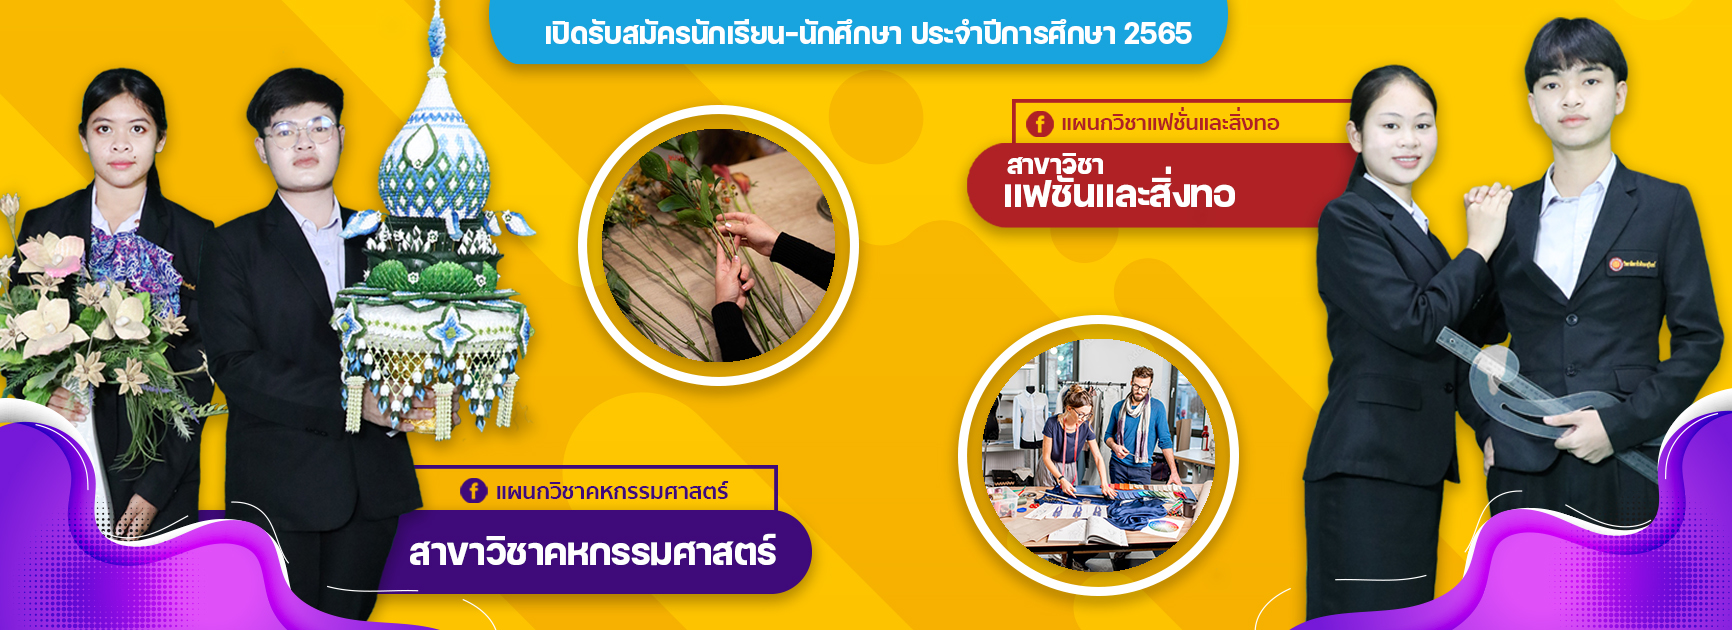 เปิดรับสมัครนักเรียน-นักศึกษา ประจำปีการศึกษา 2565
แผนกวิชาแฟชั่นและสิ่งทอ
สาขาวิชา
แฟชั่นและสิ่งทอ
แผนกวิชาคหกรรมศาสตร์
สาขาวิชาคหกรรมศาสตร์